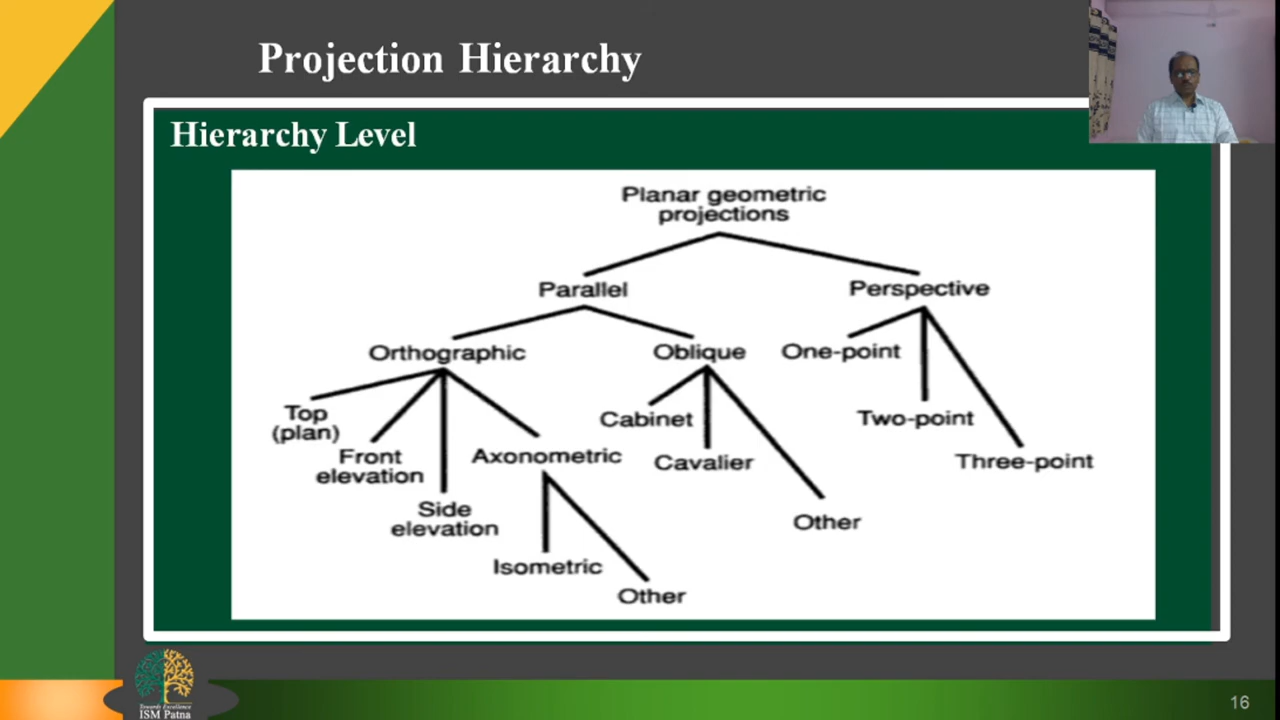 Projection Hierarchy
Hierarchy Level
Planar geometric
projections
Parallel
Perspective
Orthographic
Oblique
One-point
Top
(plan)
Cabinet
Two-point
Front
elevation
Axonometric
Cavalier
Three-point
Side
elevation
Other
Isometric
Other
Towards Excellence
ISM Patna
16